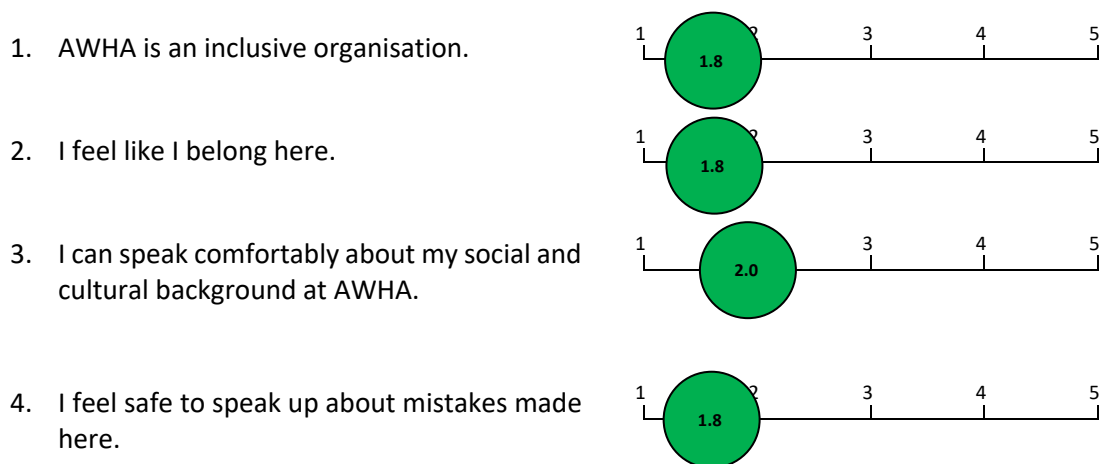 1. AWHA is an inclusive organisation.
1 2 3 4 5
1.8
2. I feel like I belong here.
1 2 3 4 5
1.8
3. I can speak comfortably about my social and
cultural background at AWHA.
1 3 4 5
2.0
4. I feel safe to speak up about mistakes made
here.
1 2 3 4 5
1.8